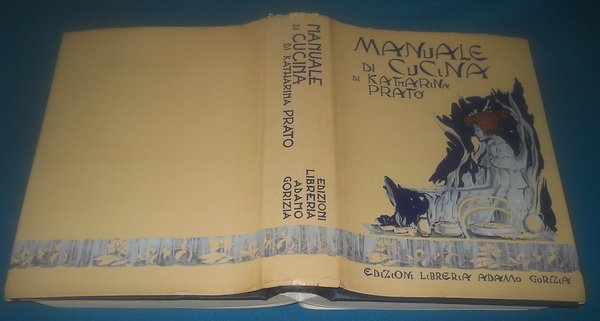 MANUALE
DI CUCINA
DI KATHARINA
PRATO
EDIZIONI LIBRERIA ADAMO GORIZIA
MANUALE
DI CUCINA
DI KATHARINA PRATO
EDIZIONI
LIBRERIA
ADAMO
GORIZIA